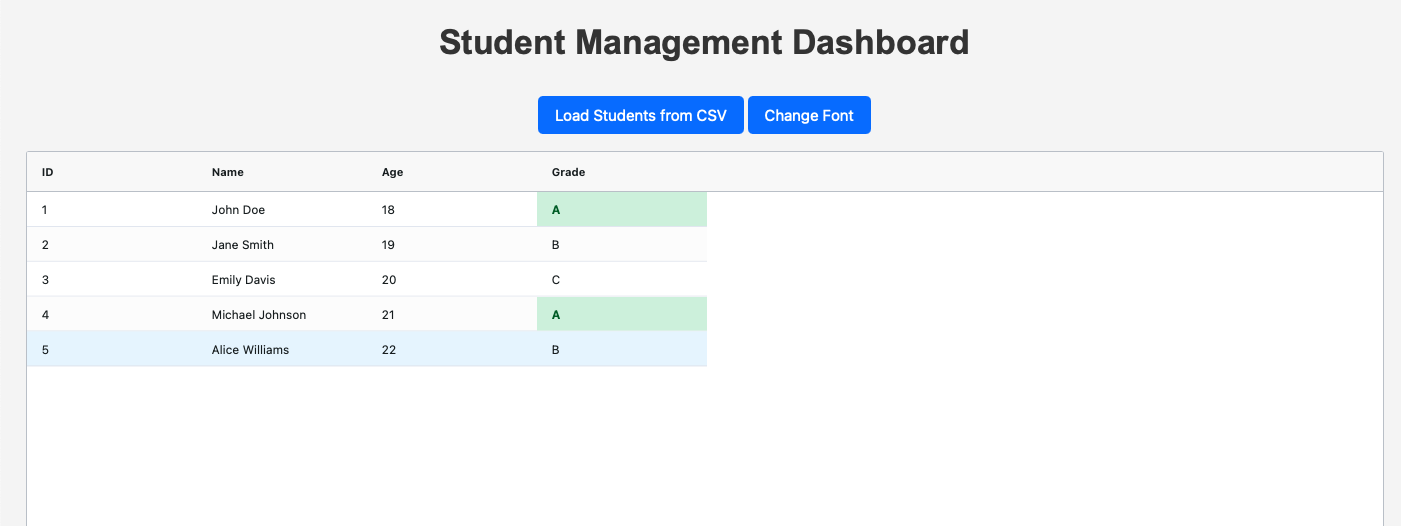 Student Management Dashboard
Load Students from CSV Change Font
ID Name Age Grade
1 John Doe 18 A
2 Jane Smith 19 B
3 Emily Davis 20 C
4 Michael Johnson 21 A
5 Alice Williams 22 B